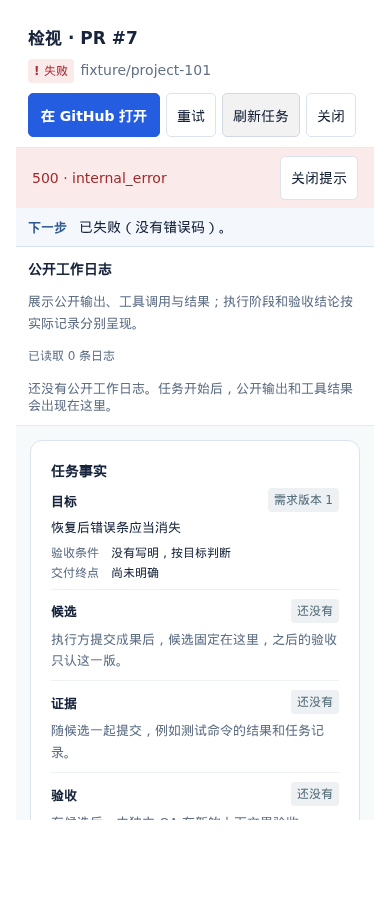 检视 · PR #7
! 失败 fixture/project-101
在 GitHub 打开 重试 刷新任务 关闭
500 · internal_error 关闭提示
下一步 已失败（没有错误码）。
公开工作日志
展示公开输出、工具调用与结果；执行阶段和验收结论按
实际记录分别呈现。
已读取 0 条日志
还没有公开工作日志。任务开始后，公开输出和工具结果
会出现在这里。
任务事实
目标 需求版本 1
恢复后错误条应当消失
验收条件 没有写明，按目标判断
交付终点 尚未明确
候选 还没有
执行方提交成果后，候选固定在这里，之后的验收
只认这一版。
证据 还没有
随候选一起提交，例如测试命令的结果和任务记
录。
验收 还没有